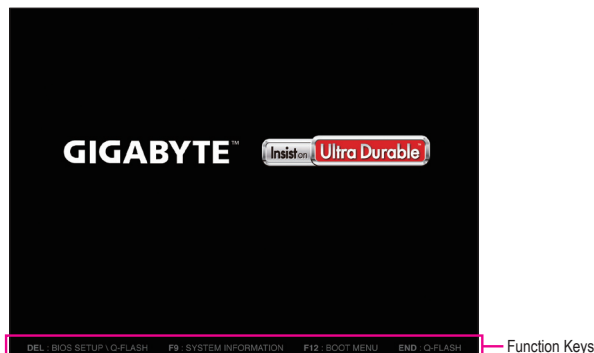 GIGABYTE™
Insist on Ultra Durable™
DEL : BIOS SETUP \ Q-FLASH F9 : SYSTEM INFORMATION F12 : BOOT MENU END : Q-FLASH
Function Keys